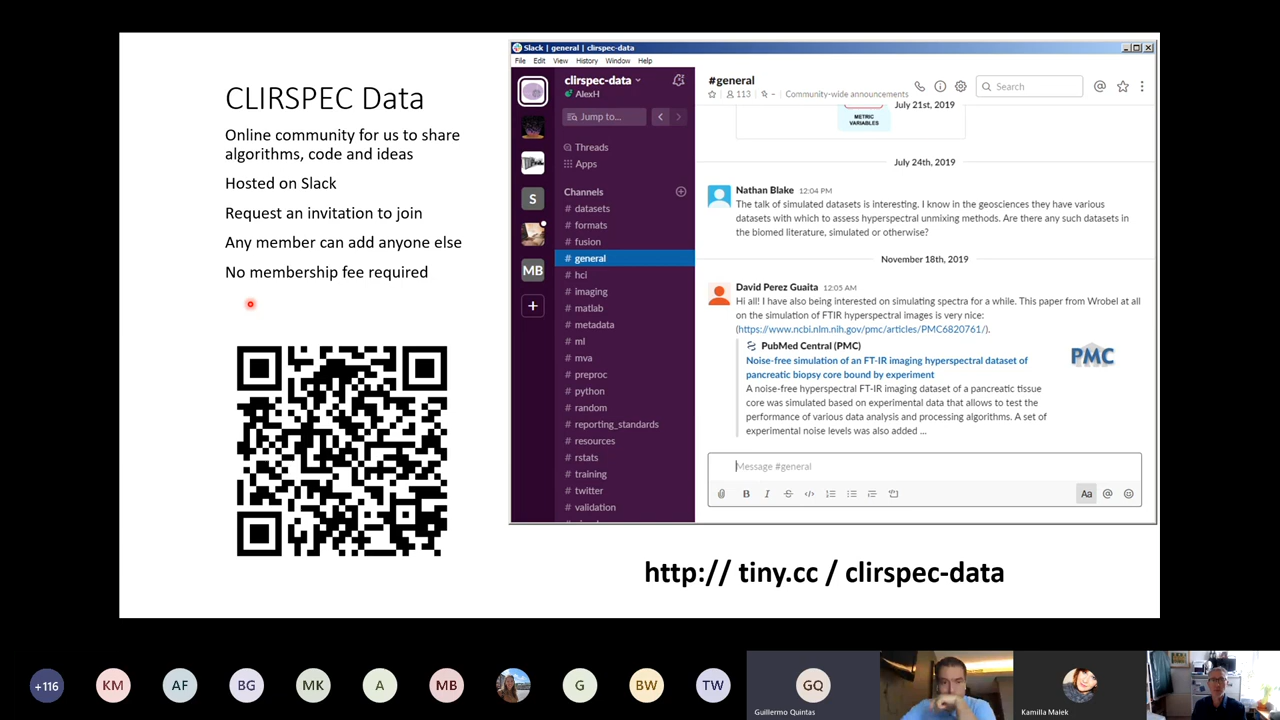 CLIRSPEC Data
Online community for us to share
algorithms, code and ideas
Hosted on Slack
Request an invitation to join
Any member can add anyone else
No membership fee required
Slack | general | clirspec-data
File Edit View History Window Help
clirspec-data
AlexH
Jump to...
Threads
Apps
Channels
# datasets
# formats
# fusion
# general
# hci
# imaging
# matlab
# metadata
# ml
# mva
# preproc
# python
# random
# reporting_standards
# resources
# rstats
# training
# twitter
# validation
S
MB
#general
113 Community-wide announcements
Search
July 21st, 2019
METRIC
VARIABLES
July 24th, 2019
Nathan Blake 12:04 PM
The talk of simulated datasets is interesting. I know in the geosciences they have various
datasets with which to assess hyperspectral unmixing methods. Are there any such datasets in
the biomed literature, simulated or otherwise?
November 18th, 2019
David Perez Guaita 12:05 AM
Hi all! I have also being interested on simulating spectra for a while. This paper from Wrobel at all
on the simulation of FTIR hyperspectral images is very nice:
(https://www.ncbi.nlm.nih.gov/pmc/articles/PMC6820761/).
PubMed Central (PMC)
Noise-free simulation of an FT-IR imaging hyperspectral dataset of
pancreatic biopsy core bound by experiment
A noise-free hyperspectral FT-IR imaging dataset of a pancreatic tissue
core was simulated based on experimental data that allows to test the
performance of various data analysis and processing algorithms. A set of
experimental noise levels was also added ...
PMC
Message #general
B I Aa
http:// tiny.cc / clirspec-data
+116 KM AF BG MK A MB G BW TW GQ
Guillermo Quintas
Kamilla Małek